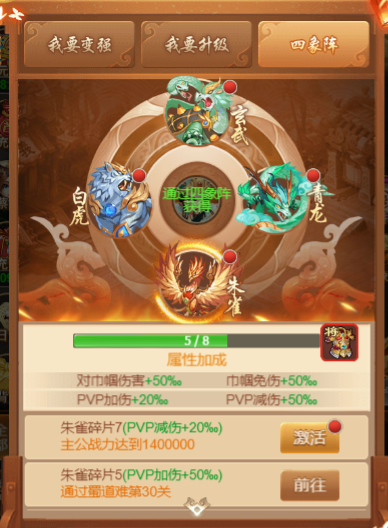 我要变强 我要升级 四象阵
玄武
白虎
青龙
通过四象阵
获得
朱雀
5/8
将
属性加成
对巾帼伤害+50‰ 巾帼免伤+50‰
PVP加伤+20‰ PVP减伤+50‰
朱雀碎片7(PVP减伤+20‰)
主公战力达到1400000
激活
朱雀碎片5(PVP加伤+50‰)
通过蜀道难第30关
前往